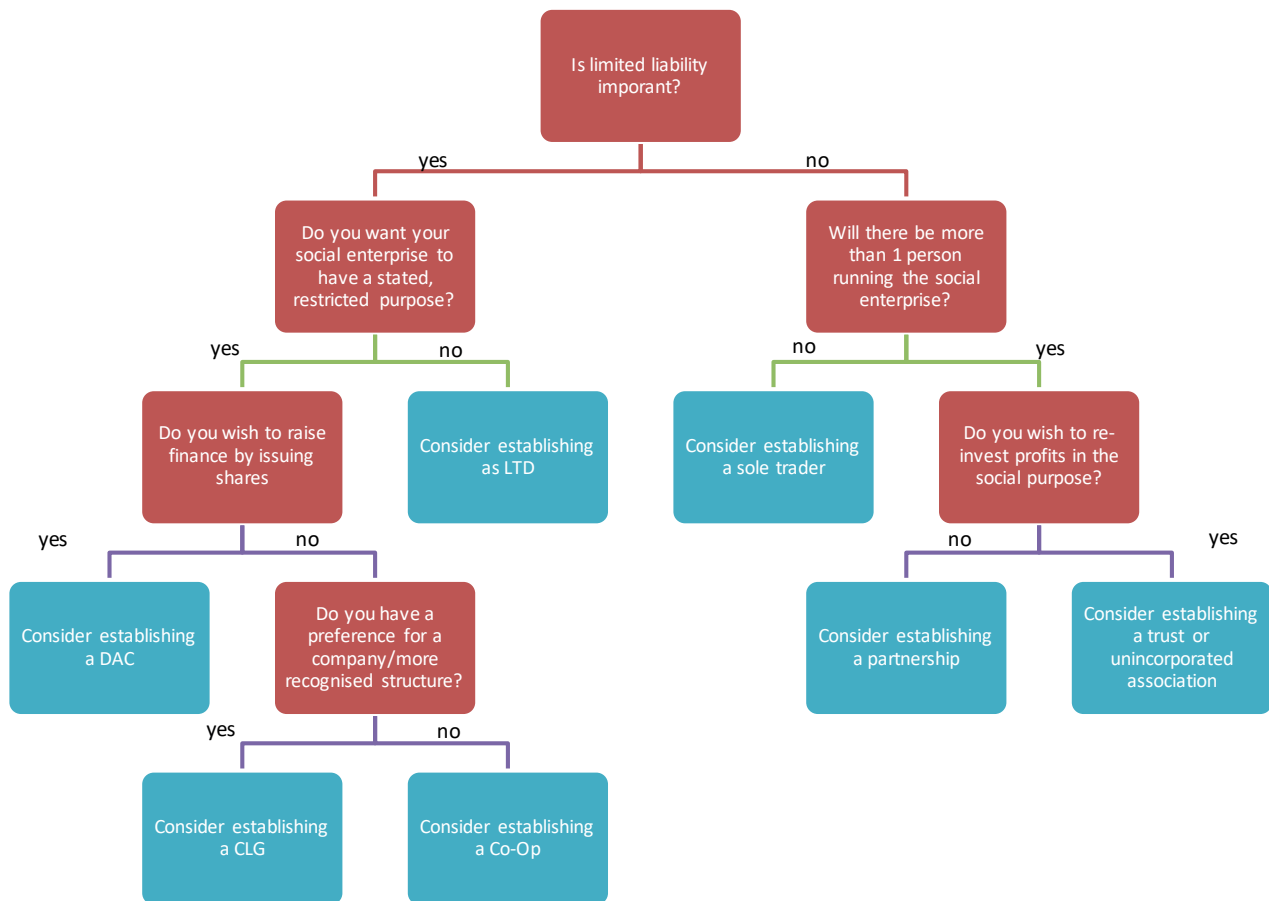 Is limited liability
imporant?
yes
no
Do you want your
social enterprise to
have a stated,
restricted purpose?
Will there be more
than 1 person
running the social
enterprise?
yes
no
no
yes
Do you wish to raise
finance by issuing
shares
Consider establishing
as LTD
Consider establishing
a sole trader
Do you wish to re-
invest profits in the
social purpose?
yes
no
no
yes
Consider establishing
a DAC
Do you have a
preference for a
company/more
recognised structure?
Consider establishing
a partnership
Consider establishing
a trust or
unincorporated
association
yes
no
Consider establishing
a CLG
Consider establishing
a Co-Op